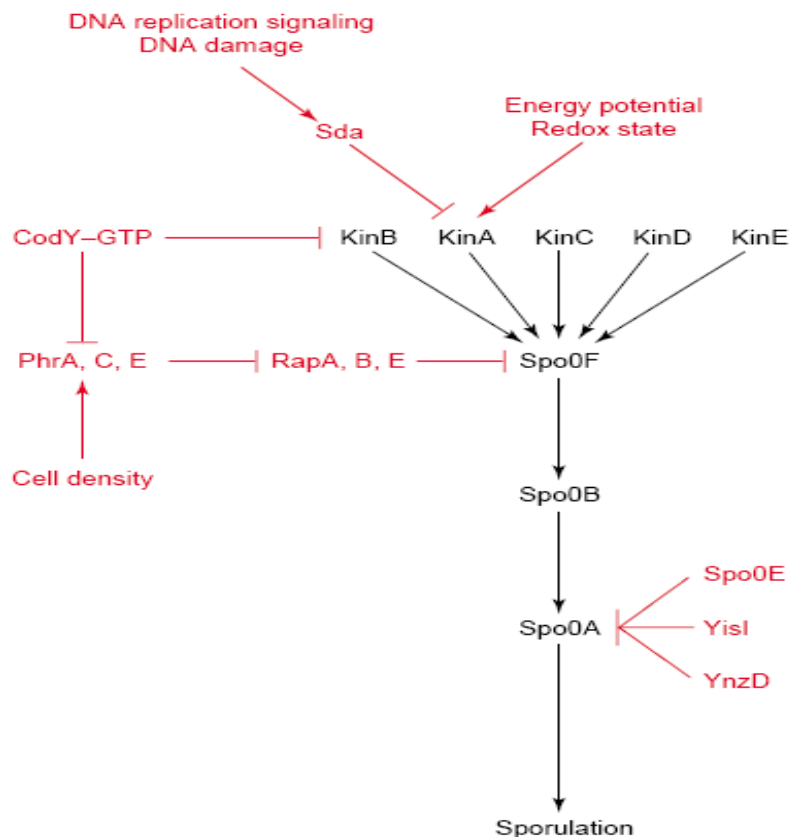 DNA replication signaling
DNA damage
Energy potential
Redox state
Sda
CodY–GTP
KinB
KinA
KinC
KinD
KinE
PhrA, C, E
RapA, B, E
Spo0F
Cell density
Spo0B
Spo0E
Spo0A
YisI
YnzD
Sporulation